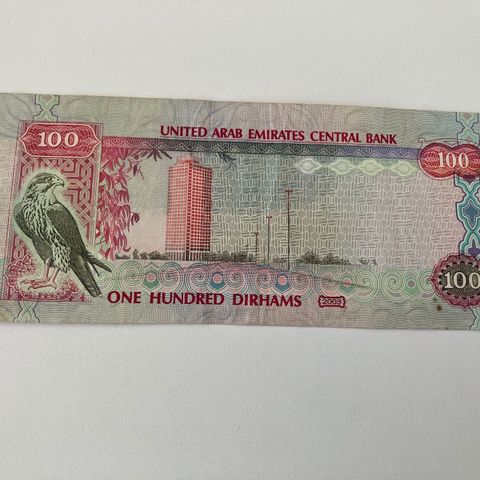 UNITED ARAB EMIRATES CENTRAL BANK
100
100
100
ONE HUNDRED DIRHAMS
2003